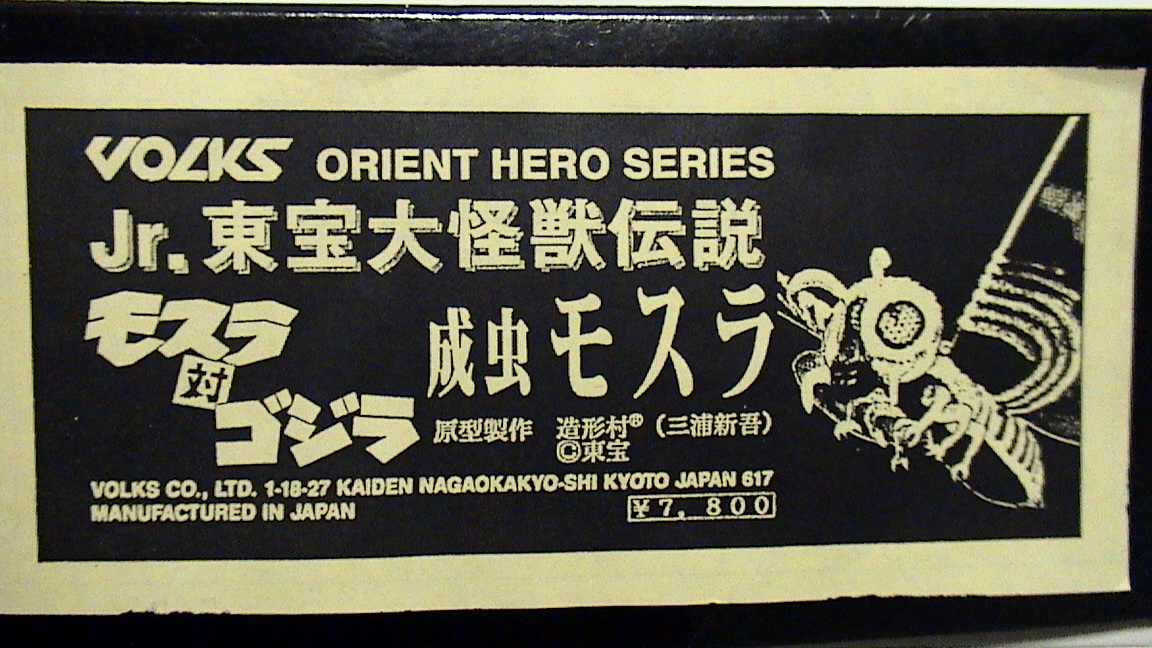 VOLKS ORIENT HERO SERIES
Jr.東宝大怪獣伝説
モスラ
対
ゴジラ
成虫モスラ
原型製作 造形村® (三浦新吾)
©東宝
VOLKS CO., LTD. 1-18-27 KAIDEN NAGAOKAKYO-SHI KYOTO JAPAN 617
MANUFACTURED IN JAPAN
¥7,800